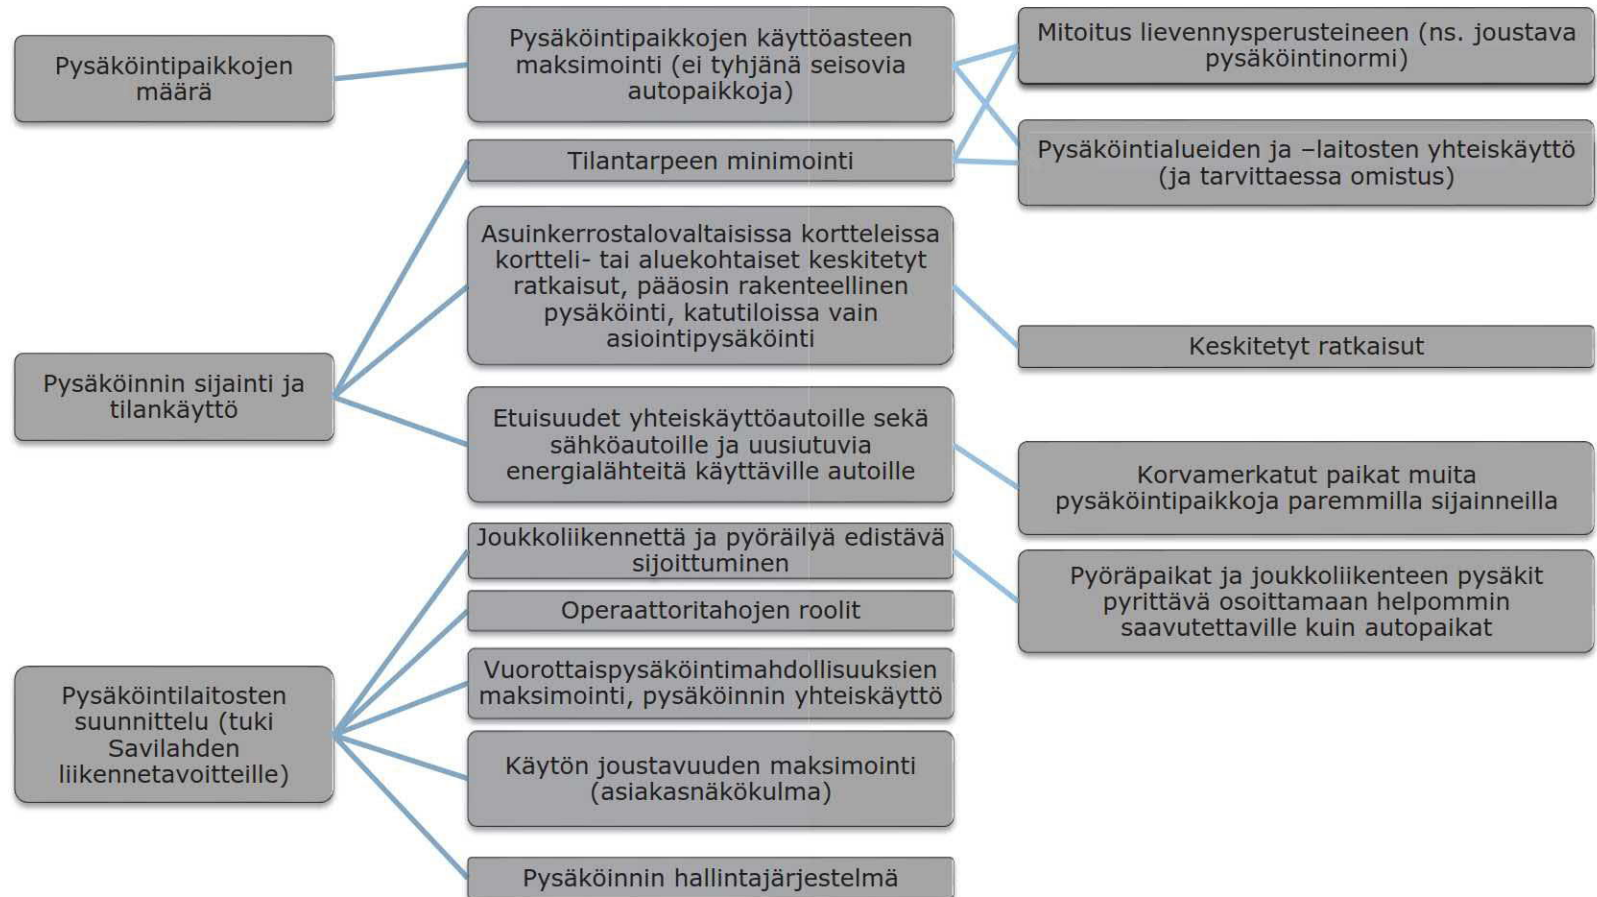 Pysäköintipaikkojen
määrä
Pysäköinnin sijainti ja
tilankäyttö
Pysäköintilaitosten
suunnittelu (tuki
Savilahden
liikennetavoitteille)
Pysäköintipaikkojen käyttöasteen
maksimointi (ei tyhjänä seisovia
autopaikkoja)
Tilantarpeen minimointi
Asuinkerrostalovaltaisissa kortteleissa
kortteli- tai aluekohtaiset keskitetyt
ratkaisut, pääosin rakenteellinen
pysäköinti, katutiloissa vain
asiointipysäköinti
Etuisuudet yhteiskäyttöautoille sekä
sähköautoille ja uusiutuvia
energialähteitä käyttäville autoille
Joukkoliikennettä ja pyöräilyä edistävä
sijoittuminen
Operaattoritahojen roolit
Vuorottaispysäköintimahdollisuuksien
maksimointi, pysäköinnin yhteiskäyttö
Käytön joustavuuden maksimointi
(asiakasnäkökulma)
Pysäköinnin hallintajärjestelmä
Mitoitus lievennysperusteineen (ns. joustava
pysäköintinormi)
Pysäköintialueiden ja –laitosten yhteiskäyttö
(ja tarvittaessa omistus)
Keskitetyt ratkaisut
Korvamerkatut paikat muita
pysäköintipaikkoja paremmilla sijainneilla
Pyöräpaikat ja joukkoliikenteen pysäkit
pyrittävä osoittamaan helpommin
saavutettaville kuin autopaikat